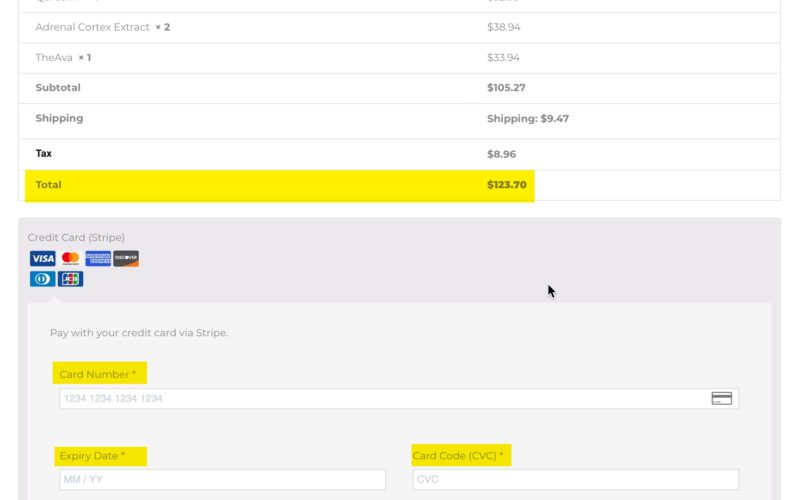 Adrenal Cortex Extract × 2 $38.94
TheAva × 1 $33.94
Subtotal $105.27
Shipping Shipping: $9.47
Tax $8.96
Total $123.70
Credit Card (Stripe)
VISA AMERICAN EXPRESS DISCOVER
JCB
Pay with your credit card via Stripe.
Card Number *
1234 1234 1234 1234
Expiry Date * Card Code (CVC) *
MM / YY CVC